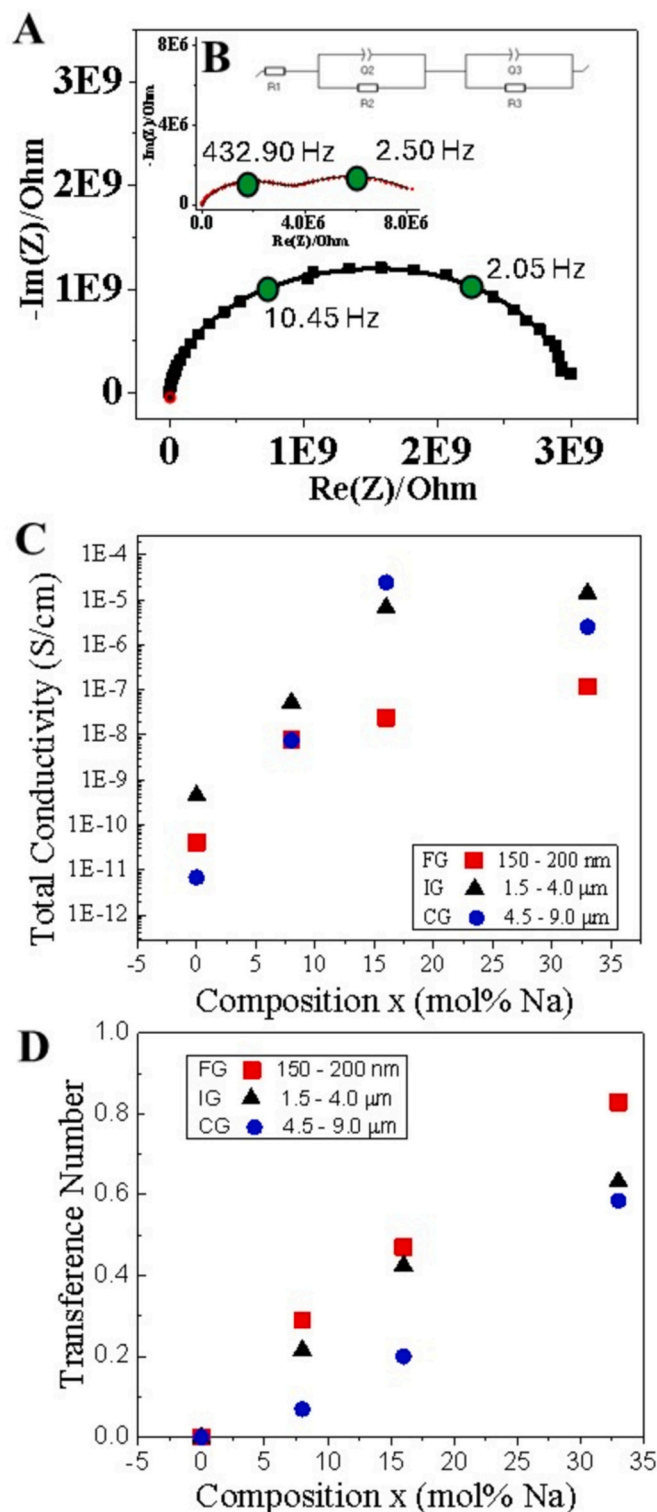 A
B
R1
Q2
R2
Q3
R3
-Im(Z)/Ohm
8E6
4E6
0
0.0
4.0E6
8.0E6
Re(Z)/Ohm
432.90 Hz
2.50 Hz
-Im(Z)/Ohm
3E9
2E9
1E9
0
10.45 Hz
2.05 Hz
0
1E9
2E9
3E9
Re(Z)/Ohm
C
Total Conductivity (S/cm)
1E-4
1E-5
1E-6
1E-7
1E-8
1E-9
1E-10
1E-11
1E-12
FG 150 - 200 nm
IG 1.5 - 4.0 µm
CG 4.5 - 9.0 µm
-5 0 5 10 15 20 25 30 35
Composition x (mol% Na)
D
Transference Number
1.0
0.8
0.6
0.4
0.2
0.0
FG 150 - 200 nm
IG 1.5 - 4.0 µm
CG 4.5 - 9.0 µm
-5 0 5 10 15 20 25 30 35
Composition x (mol% Na)